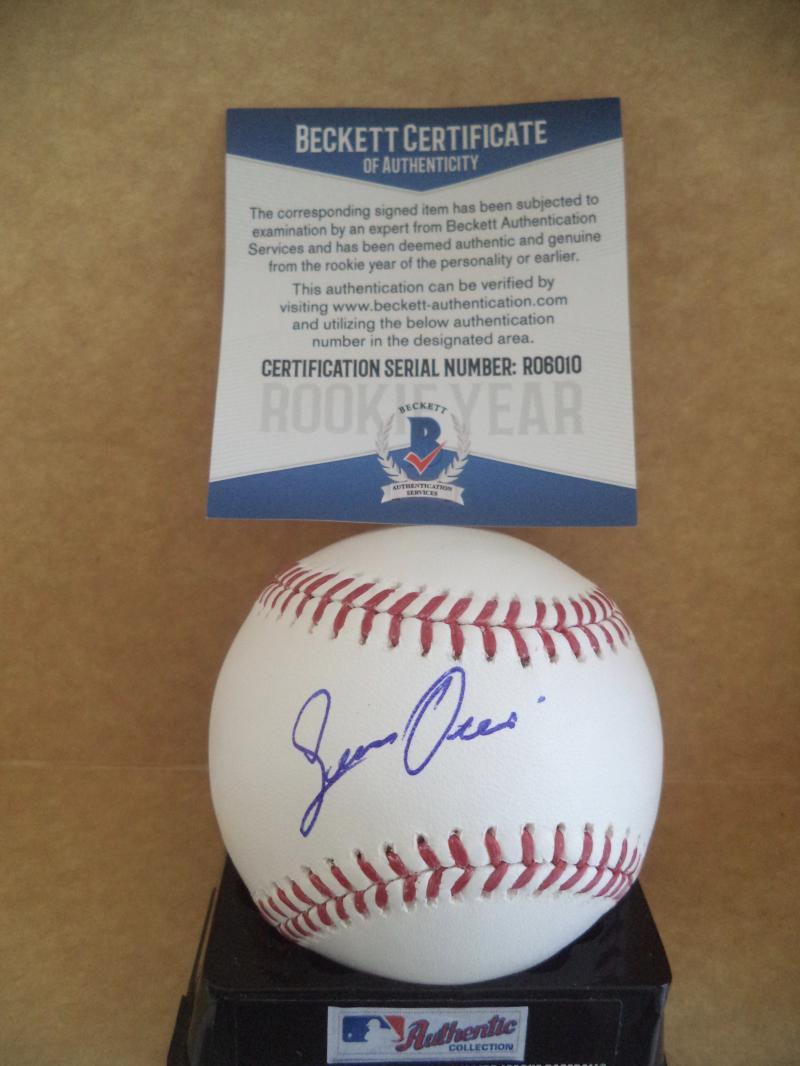 BECKETT CERTIFICATE
OF AUTHENTICITY
The corresponding signed item has been subjected to
examination by an expert from Beckett Authentication
Services and has been deemed authentic and genuine
from the rookie year of the personality or earlier.
This authentication can be verified by
visiting www.beckett-authentication.com
and utilizing the below authentication
number in the designated area.
CERTIFICATION SERIAL NUMBER: R06010
ROOKIE YEAR
BECKETT
B
AUTHENTICATION
SERVICES
Authentic
COLLECTION